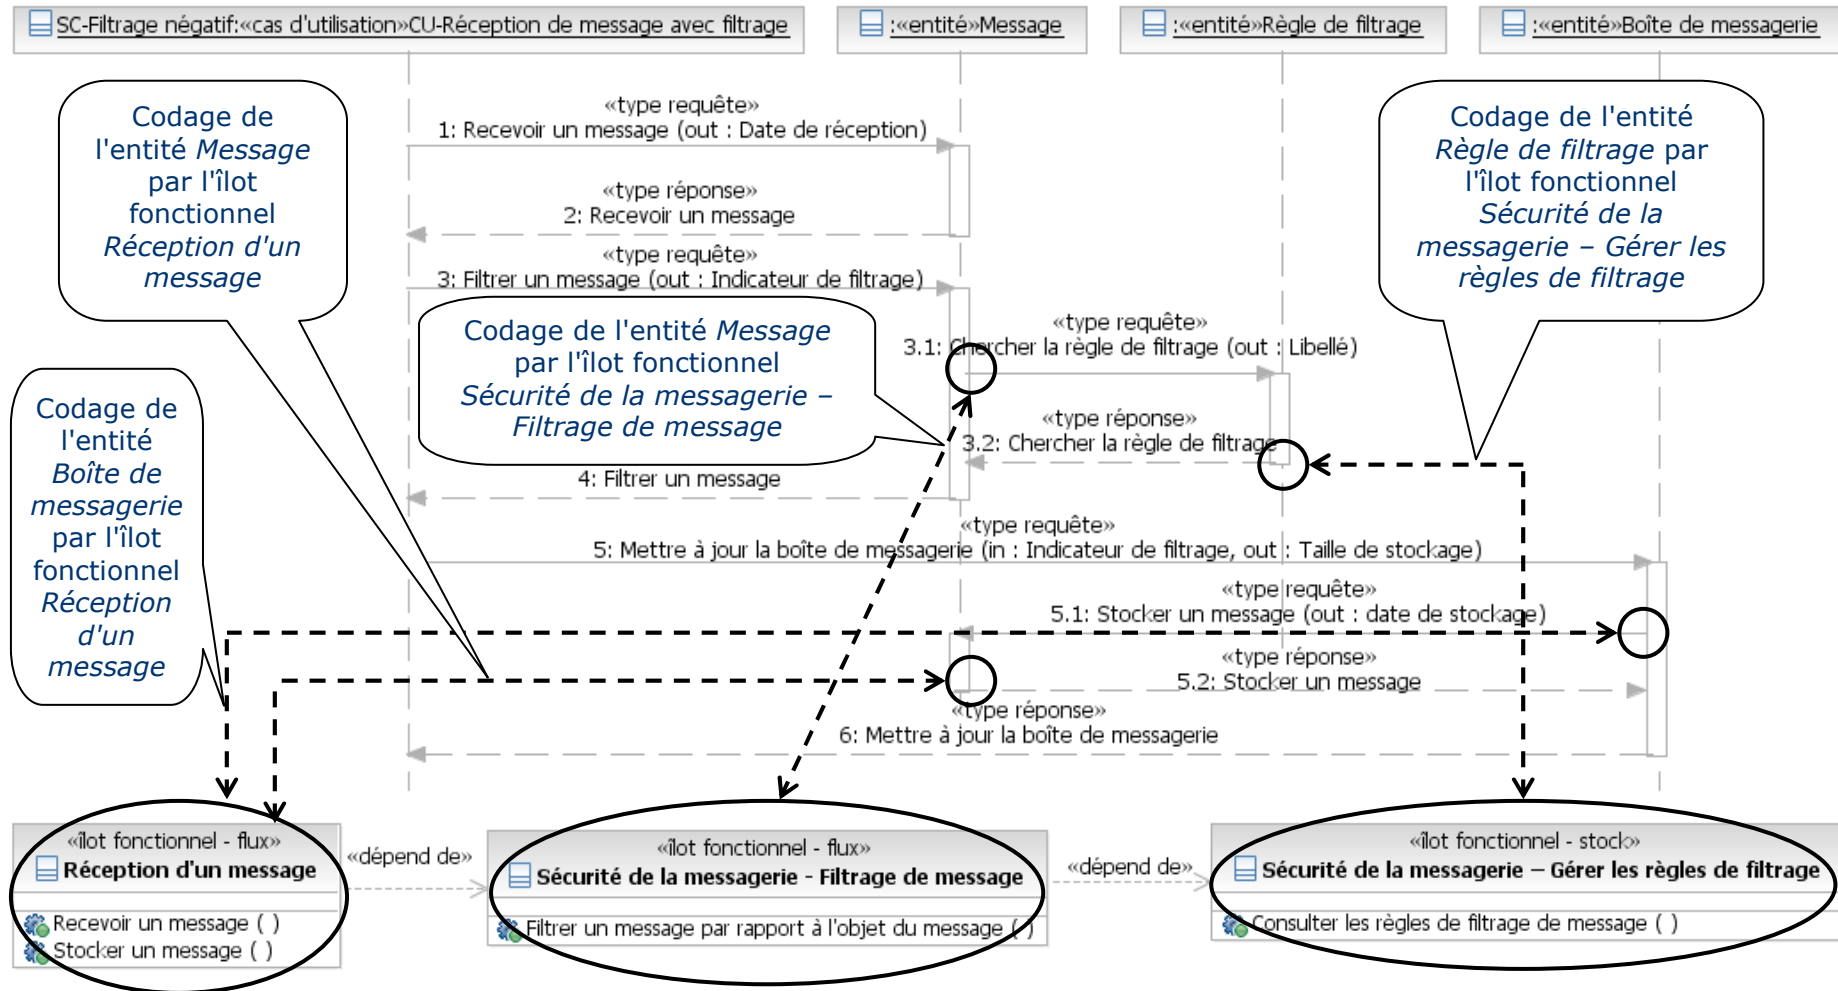 SC-Filtrage négatif:«cas d'utilisation»CU-Réception de message avec filtrage
:«entité»Message
:«entité»Règle de filtrage
:«entité»Boîte de messagerie
Codage de
l'entité Message
par l'îlot
fonctionnel
Réception d'un
message
«type requête»
1: Recevoir un message (out : Date de réception)
«type réponse»
2: Recevoir un message
«type requête»
3: Filtrer un message (out : Indicateur de filtrage)
Codage de l'entité
Règle de filtrage par
l'îlot fonctionnel
Sécurité de la
messagerie – Gérer les
règles de filtrage
Codage de l'entité Message
par l'îlot fonctionnel
Sécurité de la messagerie –
Filtrage de message
«type requête»
3.1: Chercher la règle de filtrage (out : Libellé)
«type réponse»
3.2: Chercher la règle de filtrage
4: Filtrer un message
Codage de
l'entité
Boîte de
messagerie
par l'îlot
fonctionnel
Réception
d'un
message
«type requête»
5: Mettre à jour la boîte de messagerie (in : Indicateur de filtrage, out : Taille de stockage)
«type requête»
5.1: Stocker un message (out : date de stockage)
«type réponse»
5.2: Stocker un message
«type réponse»
6: Mettre à jour la boîte de messagerie
«îlot fonctionnel - flux»
Réception d'un message
Recevoir un message ( )
Stocker un message ( )
«dépend de»
«îlot fonctionnel - flux»
Sécurité de la messagerie - Filtrage de message
Filtrer un message par rapport à l'objet du message ( )
«dépend de»
«îlot fonctionnel - stock»
Sécurité de la messagerie – Gérer les règles de filtrage
Consulter les règles de filtrage de message ( )